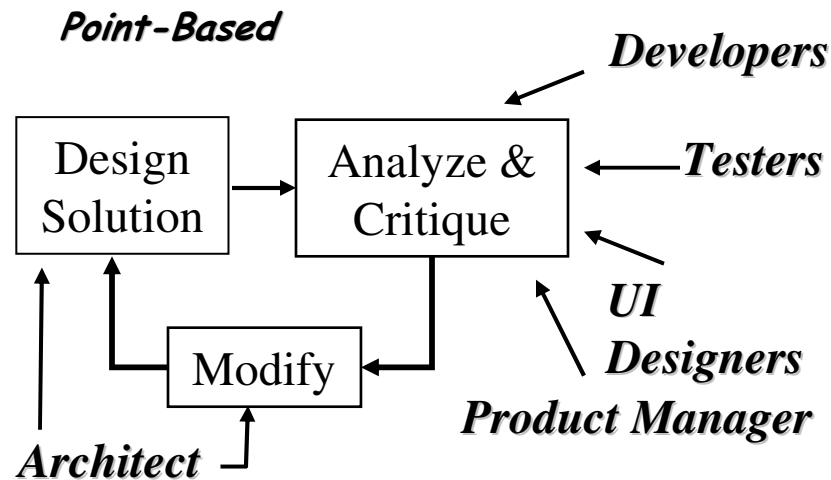 Point-Based
Developers
Design
Solution
Analyze &
Critique
Testers
UI
Designers
Modify
Product Manager
Architect